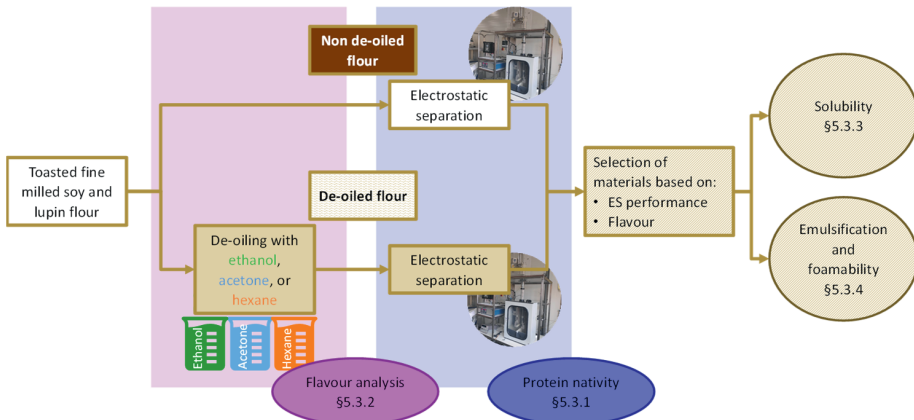 Non de-oiled
flour
Electrostatic
separation
Toasted fine
milled soy and
lupin flour
De-oiled flour
De-oiling with
ethanol,
acetone, or
hexane
Electrostatic
separation
Ethanol
Acetone
Hexane
Flavour analysis
§5.3.2
Protein nativity
§5.3.1
Selection of
materials based on:
• ES performance
• Flavour
Solubility
§5.3.3
Emulsification
and
foamability
§5.3.4